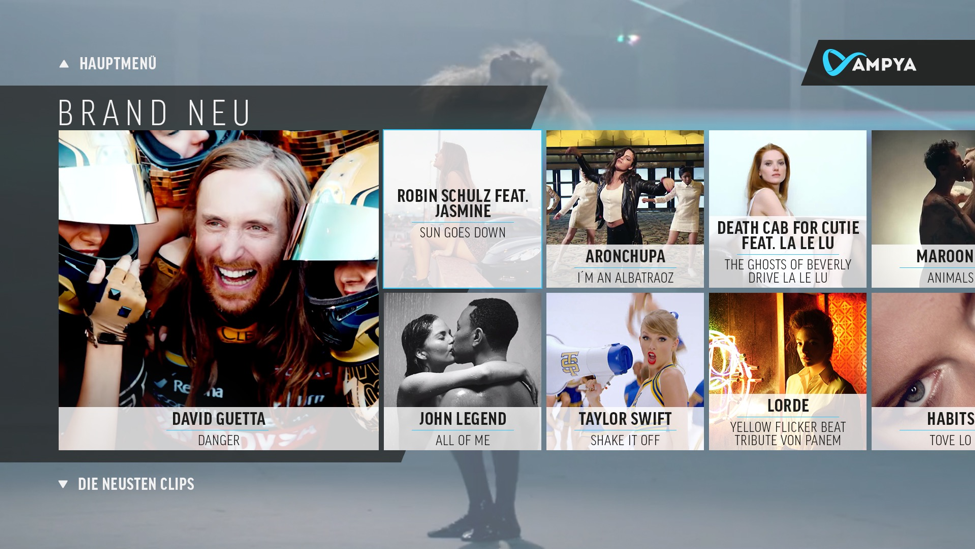 HAUPTMENÜ
AMPYA
BRAND NEU
ROBIN SCHULZ FEAT.
JASMINE
SUN GOES DOWN
ARONCHUPA
I´M AN ALBATRAOZ
DEATH CAB FOR CUTIE
FEAT. LA LE LU
THE GHOSTS OF BEVERLY
DRIVE LA LE LU
MAROON
ANIMALS
DAVID GUETTA
DANGER
JOHN LEGEND
ALL OF ME
TAYLOR SWIFT
SHAKE IT OFF
LORDE
YELLOW FLICKER BEAT
TRIBUTE VON PANEM
HABITS
TOVE LO
DIE NEUSTEN CLIPS